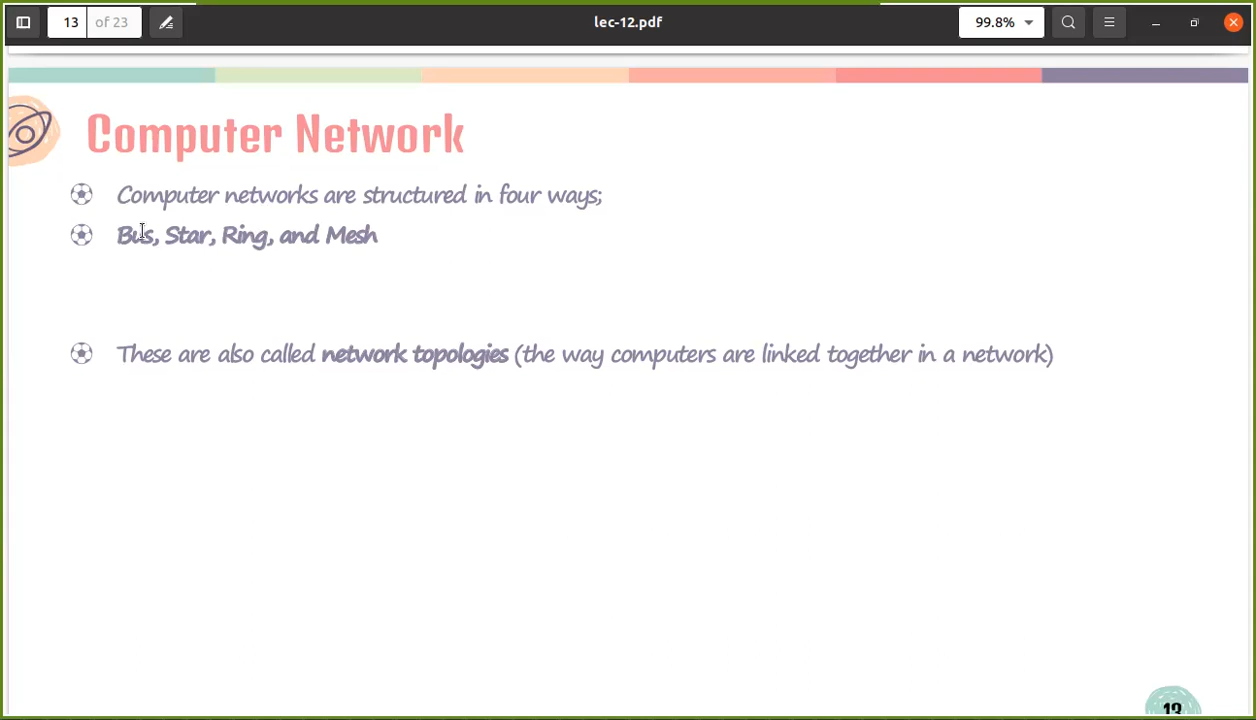 13 of 23
lec-12.pdf
99.8%
Computer Network
Computer networks are structured in four ways;
Bus, Star, Ring, and Mesh
These are also called network topologies (the way computers are linked together in a network)
13